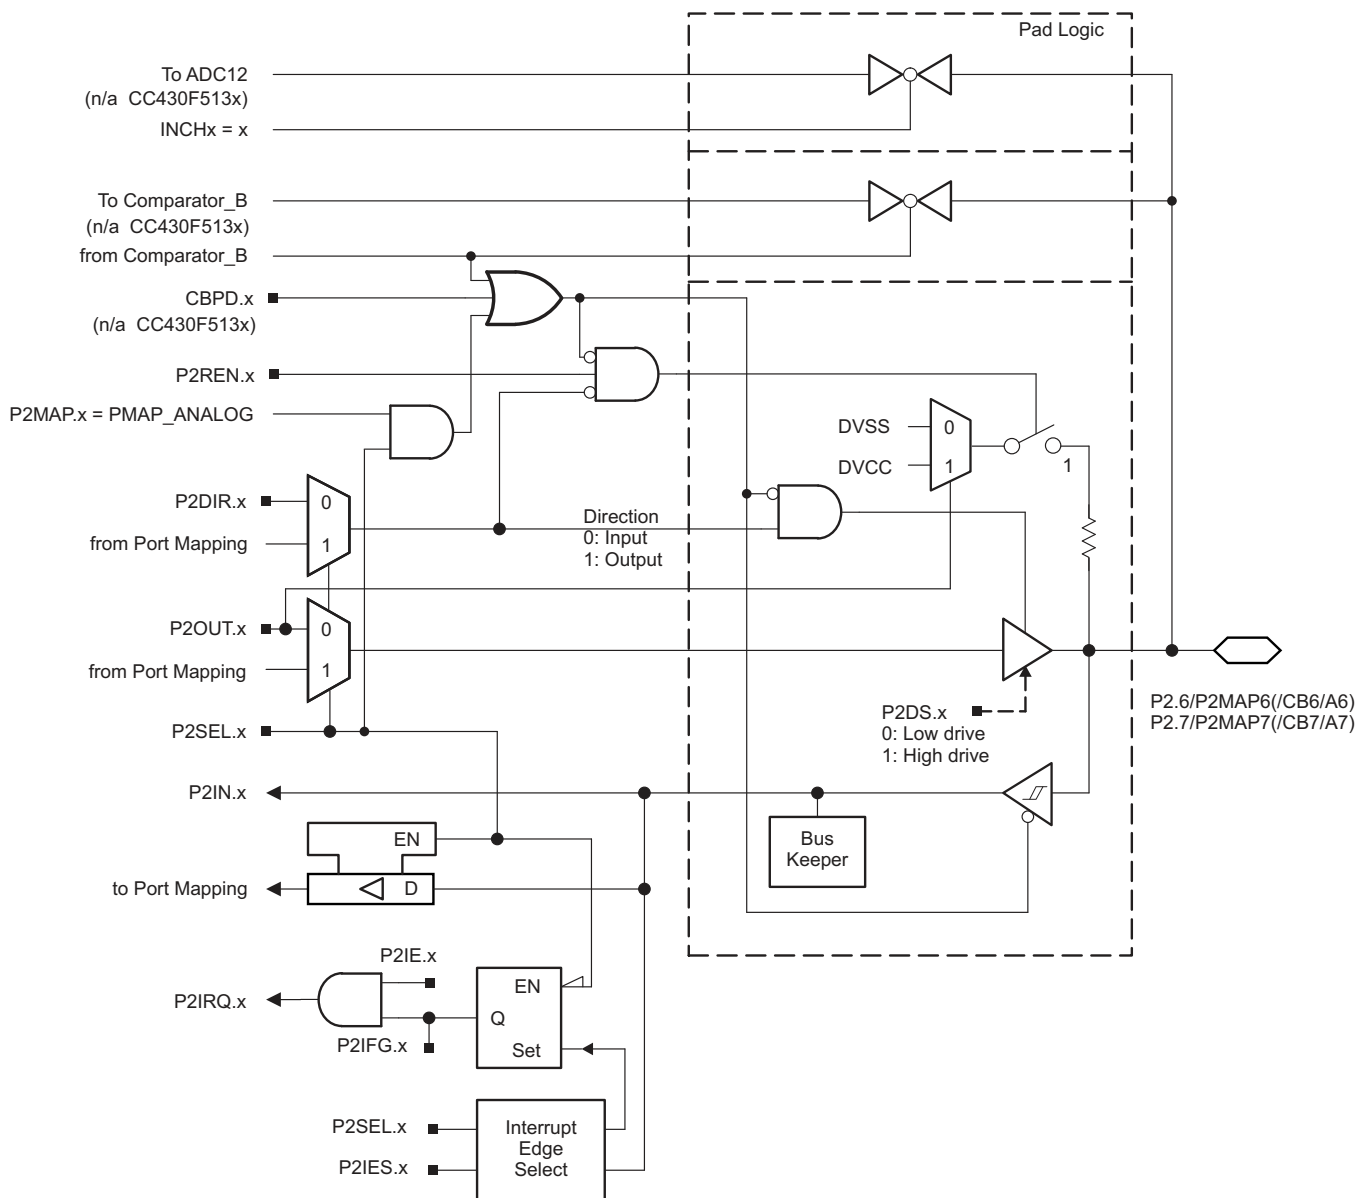 Pad Logic
To ADC12
(n/a CC430F513x)
INCHx = x
To Comparator_B
(n/a CC430F513x)
from Comparator_B
CBPD.x
(n/a CC430F513x)
P2REN.x
P2MAP.x = PMAP_ANALOG
DVSS
0
DVCC
1
1
P2DIR.x
0
from Port Mapping
1
Direction
0: Input
1: Output
P2OUT.x
0
from Port Mapping
1
P2SEL.x
P2DS.x
0: Low drive
1: High drive
P2.6/P2MAP6(/CB6/A6)
P2.7/P2MAP7(/CB7/A7)
P2IN.x
EN
Bus
Keeper
to Port Mapping
D
P2IE.x
P2IRQ.x
EN
Q
P2IFG.x
Set
P2SEL.x
P2IES.x
Interrupt
Edge
Select